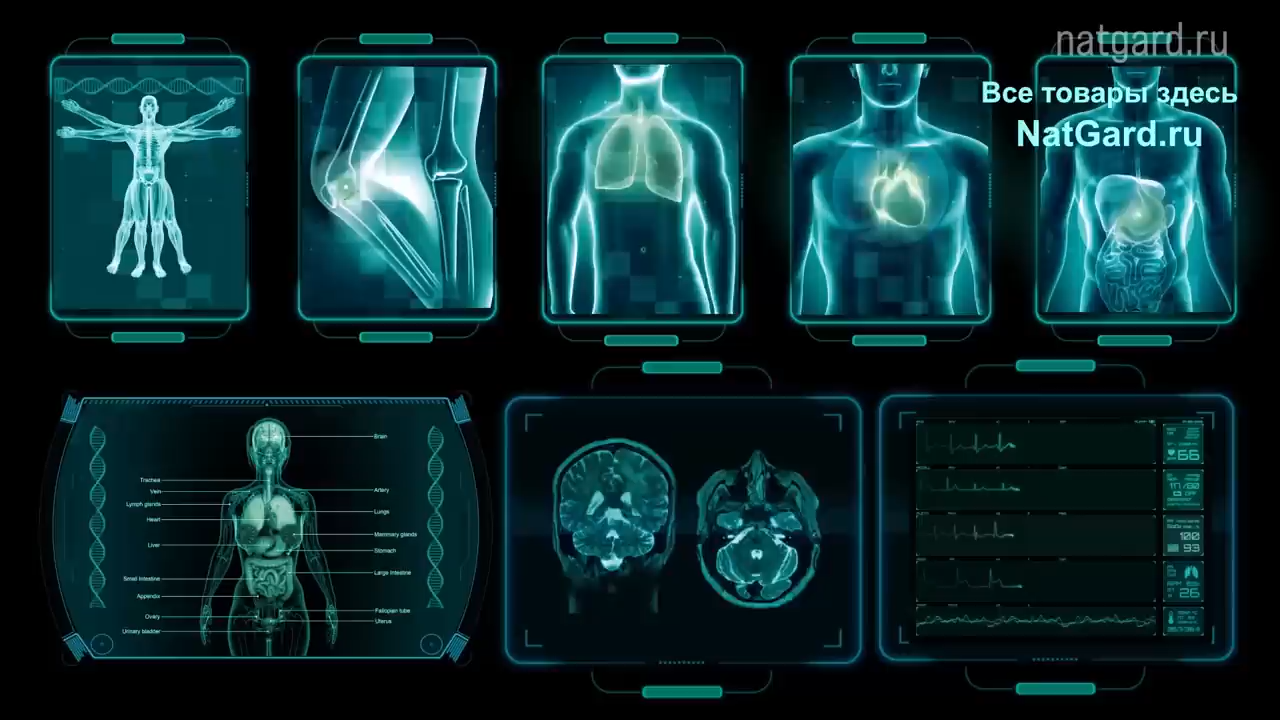 natgard.ru
Все товары здесь
NatGard.ru
Brain
Trachea
Vein
Artery
Lymph glands
Lungs
Heart
Mammary glands
Liver
Stomach
Large Intestine
Small Intestine
Appendix
Fallopian tube
Ovary
Uterus
Urinary bladder
66
100
93
26